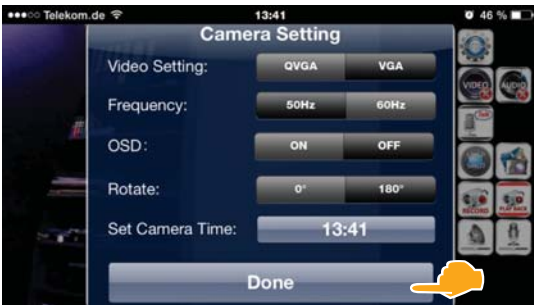 ●●●○○ Telekom.de 13:41 46 %
Camera Setting
Video Setting: QVGA VGA
Frequency: 50Hz 60Hz
OSD: ON OFF
Rotate: 0° 180°
Set Camera Time: 13:41
Done
VIDEO AUDIO
RECORD PLAY BACK